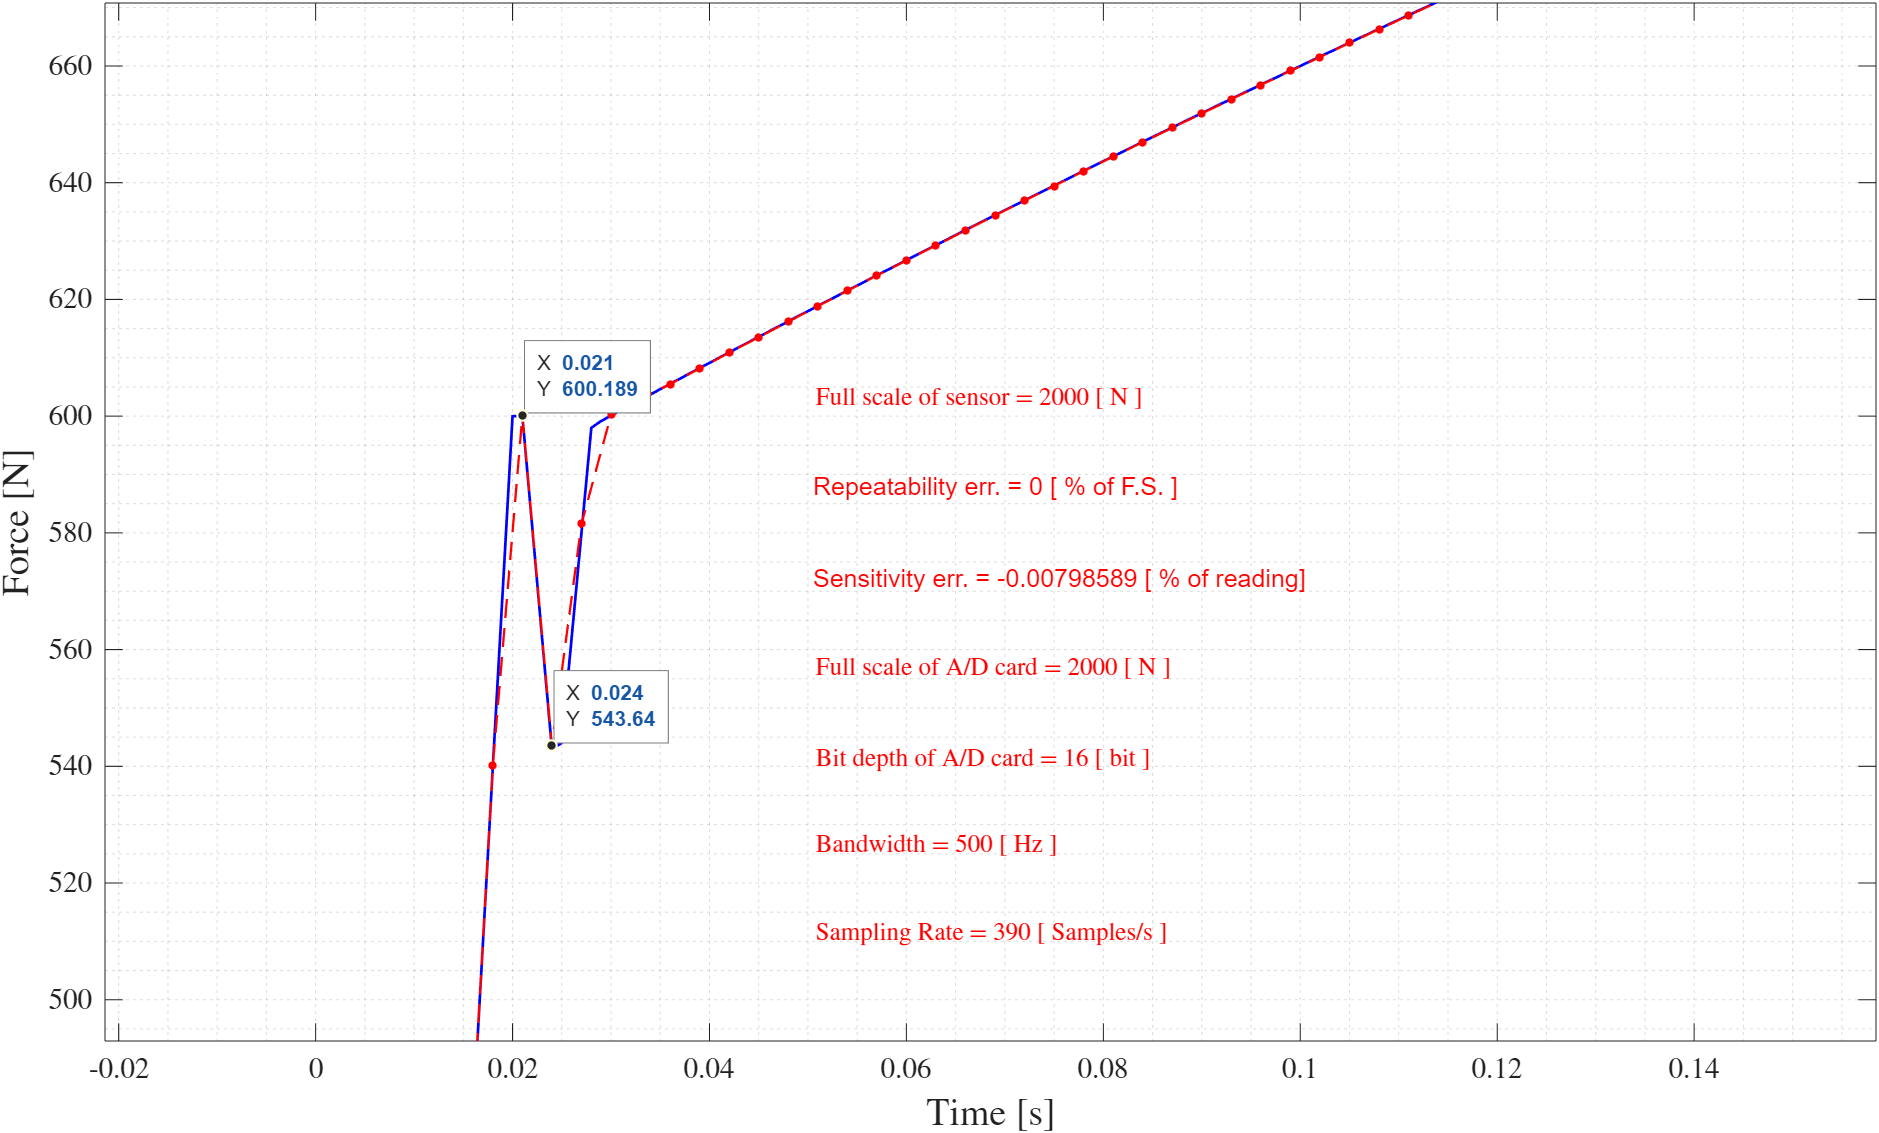 660
640
620
600
580
560
540
520
500
Force [N]
X 0.021
Y 600.189
X 0.024
Y 543.64
Full scale of sensor = 2000 [ N ]
Repeatability err. = 0 [ % of F.S. ]
Sensitivity err. = -0.00798589 [ % of reading]
Full scale of A/D card = 2000 [ N ]
Bit depth of A/D card = 16 [ bit ]
Bandwidth = 500 [ Hz ]
Sampling Rate = 390 [ Samples/s ]
-0.02 0 0.02 0.04 0.06 0.08 0.1 0.12 0.14
Time [s]